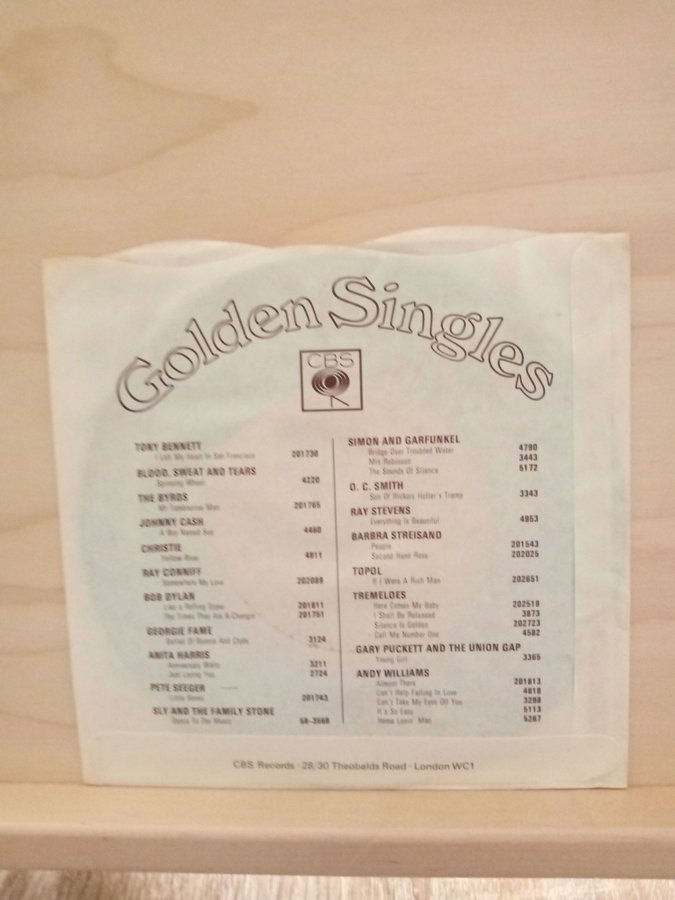 Golden Singles
CBS
TONY BENNETT
I Left My Heart In San Francisco 201730
BLOOD, SWEAT AND TEARS
Spinning Wheel 4220
THE BYRDS
Mr Tambourine Man 201765
JOHNNY CASH
A Boy Named Sue 4460
CHRISTIE
Yellow River 4911
RAY CONNIFF
Somewhere My Love 202089
BOB DYLAN
Like a Rolling Stone 201811
The Times They Are A-Changin' 201751
GEORGIE FAME
Ballad Of Bonnie And Clyde 3124
ANITA HARRIS
Anniversary Waltz 3211
Just Loving You 2724
PETE SEEGER
Little Boxes 201743
SLY AND THE FAMILY STONE
Dance To The Music 58-3568
SIMON AND GARFUNKEL
Bridge Over Troubled Water 4790
Mrs Robinson 3443
The Sounds Of Silence 5172
O. C. SMITH
Son Of Hickory Holler's Tramp 3343
RAY STEVENS
Everything Is Beautiful 4953
BARBRA STREISAND
People 201543
Second Hand Rose 202025
TOPOL
If I Were A Rich Man 202651
TREMELOES
Here Comes My Baby 202519
I Shall Be Released 3873
Silence Is Golden 202723
Call Me Number One 4582
GARY PUCKETT AND THE UNION GAP
Young Girl 3365
ANDY WILLIAMS
Almost There 201813
Can't Help Falling In Love 4818
Can't Take My Eyes Off You 3298
It's So Easy 5113
Home Lovin' Man 5267
CBS Records · 28/30 Theobalds Road · London WC1